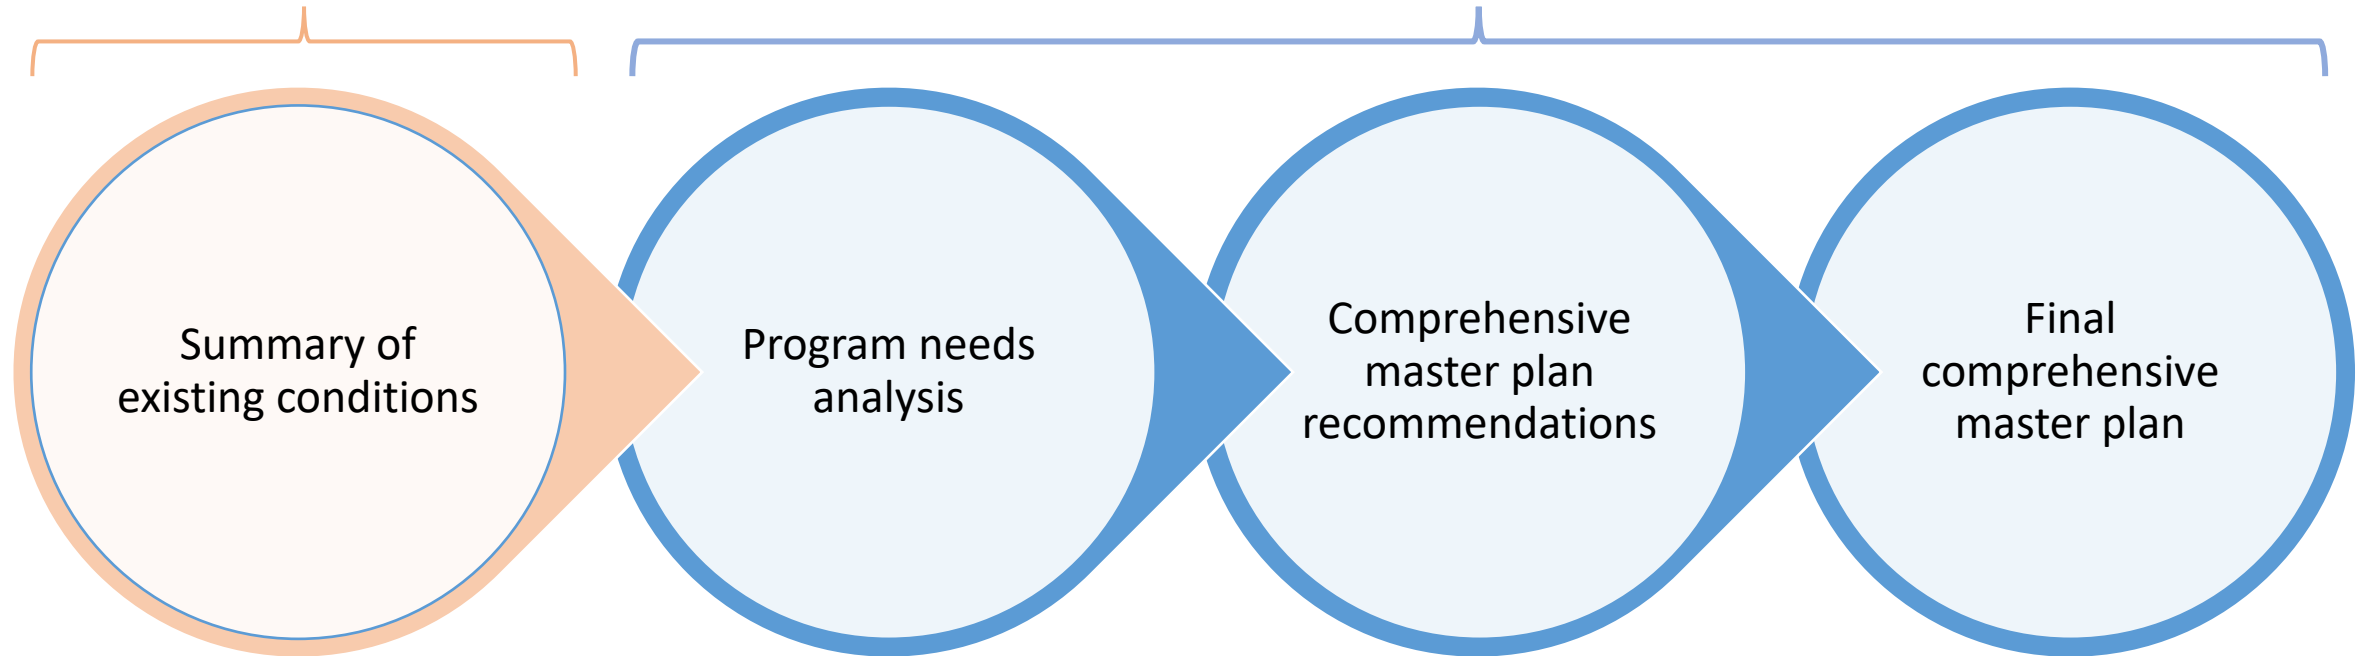 Summary of
existing conditions
Program needs
analysis
Comprehensive
master plan
recommendations
Final
comprehensive
master plan